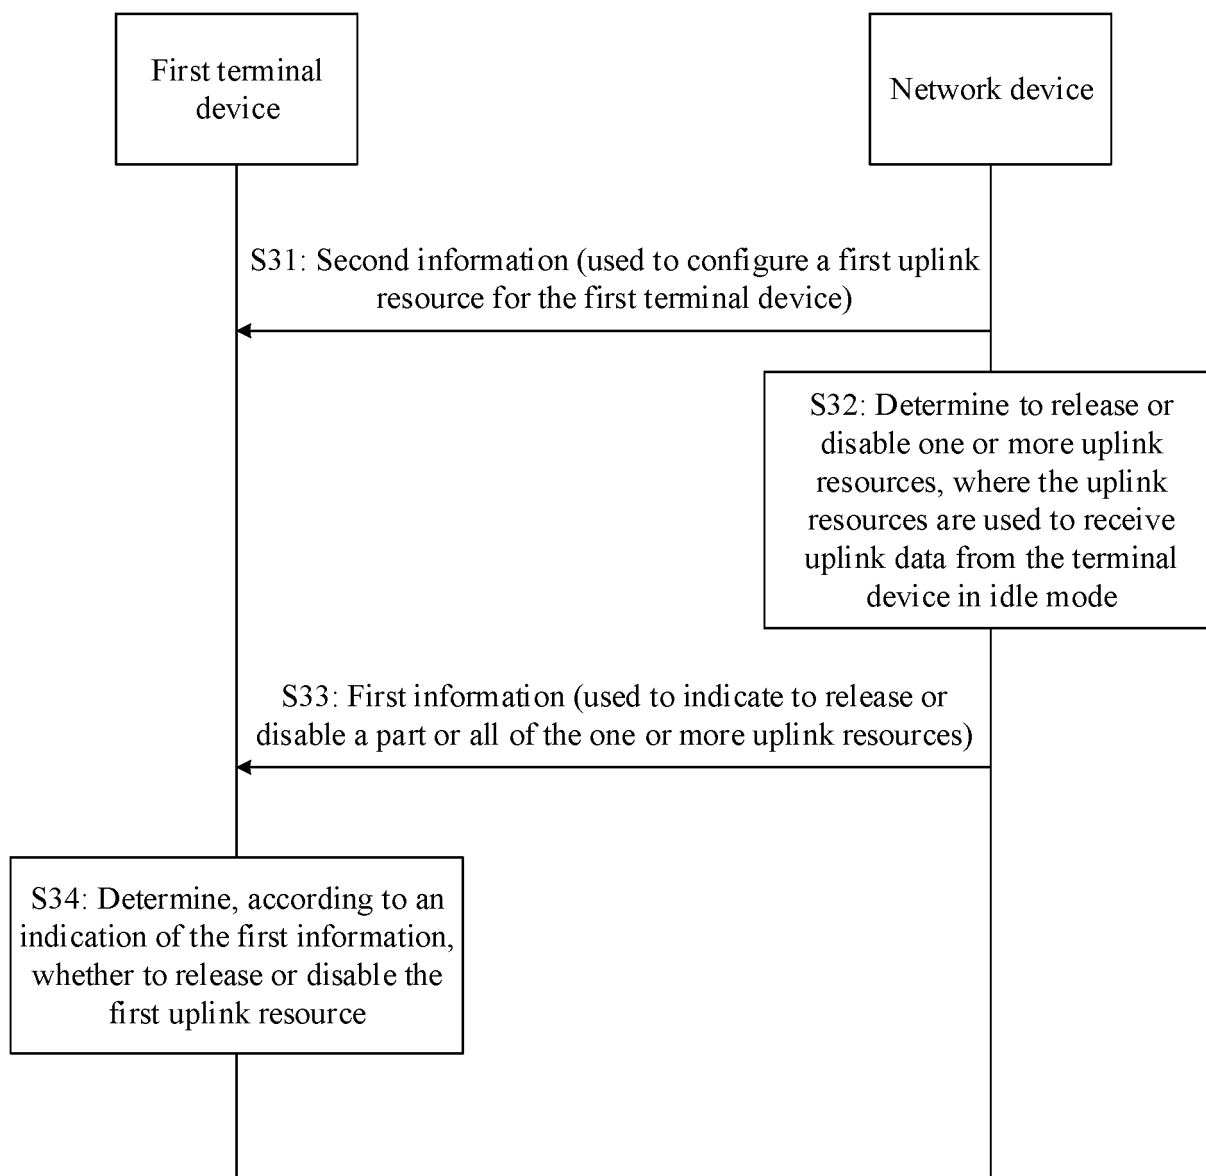 First terminal
device
Network device
S31: Second information (used to configure a first uplink
resource for the first terminal device)
S32: Determine to release or
disable one or more uplink
resources, where the uplink
resources are used to receive
uplink data from the terminal
device in idle mode
S33: First information (used to indicate to release or
disable a part or all of the one or more uplink resources)
S34: Determine, according to an
indication of the first information,
whether to release or disable the
first uplink resource